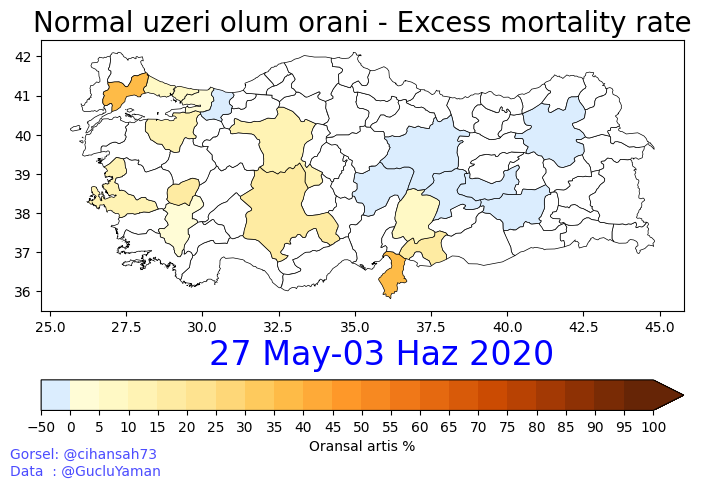 Normal uzeri olum orani - Excess mortality rate
42
41
40
39
38
37
36
25.0 27.5 30.0 32.5 35.0 37.5 40.0 42.5 45.0
27 May-03 Haz 2020
−50 0 5 10 15 20 25 30 35 40 45 50 55 60 65 70 75 80 85 90 95 100
Oransal artis %
Gorsel: @cihansah73
Data : @GucluYaman